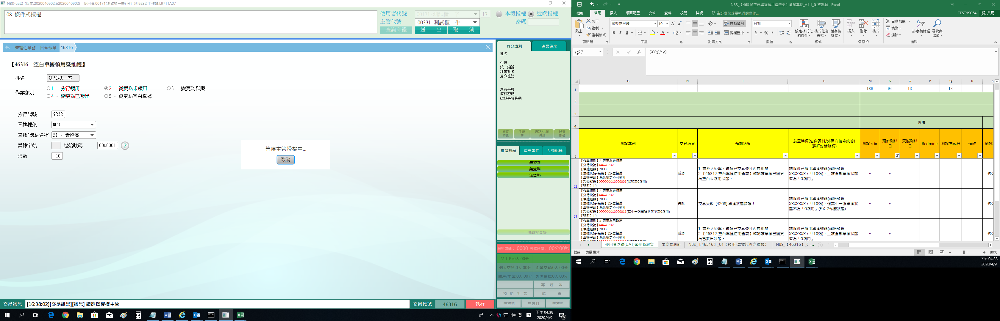 NBS-uat2 (版本:2020040902.b2020040902) 使用者:00171(測試櫃一辛) 分行別:9232 工作站:L9711A07
08-條件式授權
使用者代號 00171-測試櫃一辛 17 本機授權 遠端授權
主管代號 00331-測試櫃一牛 密碼
查詢印鑑 送 出 取 消
管理性業務 日常作業 46316
【46316 空白單據領用暨維護】
姓名 測試櫃一辛
作業類別 1 - 分行領用 2 - 變更為未領用 3 - 變更為作廢
4 - 變更為已發出 5 - 變更為空白單據
分行代號 9232
單據種類 NCD
單據代號-名稱 51 - 壹拾萬
票據字軌 起始號碼 0000001 ?
張數 10
等待主管授權中...
取消
身分識別 產品往來
姓名
生日
統一編號
理專姓名
身分註記
注意事項
簡訊密碼
近期事故異動
顧客資訊 手續費 通路/共同行銷 顧客影像
推薦商品 重要事件 互動記錄
無資料
無資料
無資料
一般轉介登錄
服務號碼: 0000 等候時間: 00分00秒
V I P:0人 00分
個人交易:0人 00分 企業交易:0人 00分
開戶/申請:0人 00分 外匯業務:0人 00分
再 呼 叫
預 約 叫 號 結 束
無資料 無資料 無資料
交易訊息 [16:38:02][交易訊息][訊息] 請選擇授權主管 交易代號 46316 執行
英 下午 04:38
2020/4/9 6
NBS_【46316空白單據領用暨變更】測試案例_V1.1_測資盤點 - Excel
檔案 常用 插入 版面配置 公式 資料 校閱 檢視 告訴我您想要執行的動作... TEST19054 共用
貼上 剪下 複製 複製格式 剪貼簿
微軟正黑體 10 B I U 字型
自動換列 跨欄置中 對齊方式
日期 $ % 數值
設定格式化的條件 格式化為表格 儲存格樣式 樣式
插入 刪除 格式 儲存格
自動加總 填滿 清除 排序與篩選 尋找與選取 編輯
Q27 fx 2020/4/9
G H I L M N O P Q R S
1 186 94 13 13
2
3
4 專項
5 測試案例 交易結果 預期結果 前置準備(包含資料/外圍介接系統等)(與IT討論確認) 測試人員 預計測試日 實際測試日 Redmine 測試完成日 備註
【作業類別】2-變更為未領用
【分行代號】00159232
【單據種類】NCD
【單據代號-名稱】51-壹拾萬
【票據字軌】系統鎖定不可登打
【起始號碼】XXXXXXXX0000001(狀態為0領用)
【張數】10
32 成功
1. 請放入短單，確認與交易登打內容相符
2.【46317 空白單據使用查詢】確認該單據已變更為空白未領用狀態。
請提供已領用單據號碼(起始號碼：XXXXXXX，共10張)，且該全部單據狀態皆為「0領用」
v v
【作業類別】2-變更為未領用
【分行代號】00159232
【單據種類】NCD
【單據代號-名稱】51-壹拾萬
【票據字軌】系統鎖定不可登打
【起始號碼】XXXXXXXX0000011(其中一張單據狀態不為0領用)
【張數】10
33 失敗
交易失敗: [4208] 單據狀態錯誤！
請提供已領用單據號碼(起始號碼：XXXXXXX，共10張)，但其中一張單據狀態不為「0領用」(E.X. 7作廢狀態)
v v
【作業類別】4-變更為已發出
【分行代號】00159232
【單據種類】NCD
【單據代號-名稱】51-壹拾萬
【票據字軌】系統鎖定不可登打
成功
1. 請放入短單，確認與交易登打內容相符
2.【46317 空白單據使用查詢】確認該單據已變更為已發出狀態。
請提供已領用單據號碼(起始號碼：XXXXXXX，共10張)，且該全部單據狀態皆為「0領用」
v v
使用者測試(UAT)案例&報告 本交易統計 NBS_【46316】_01【領用-票據以外之種類】 NBS_【46316】_0 ...
就緒 篩選模式 80%
下午 04:38
2020/4/9